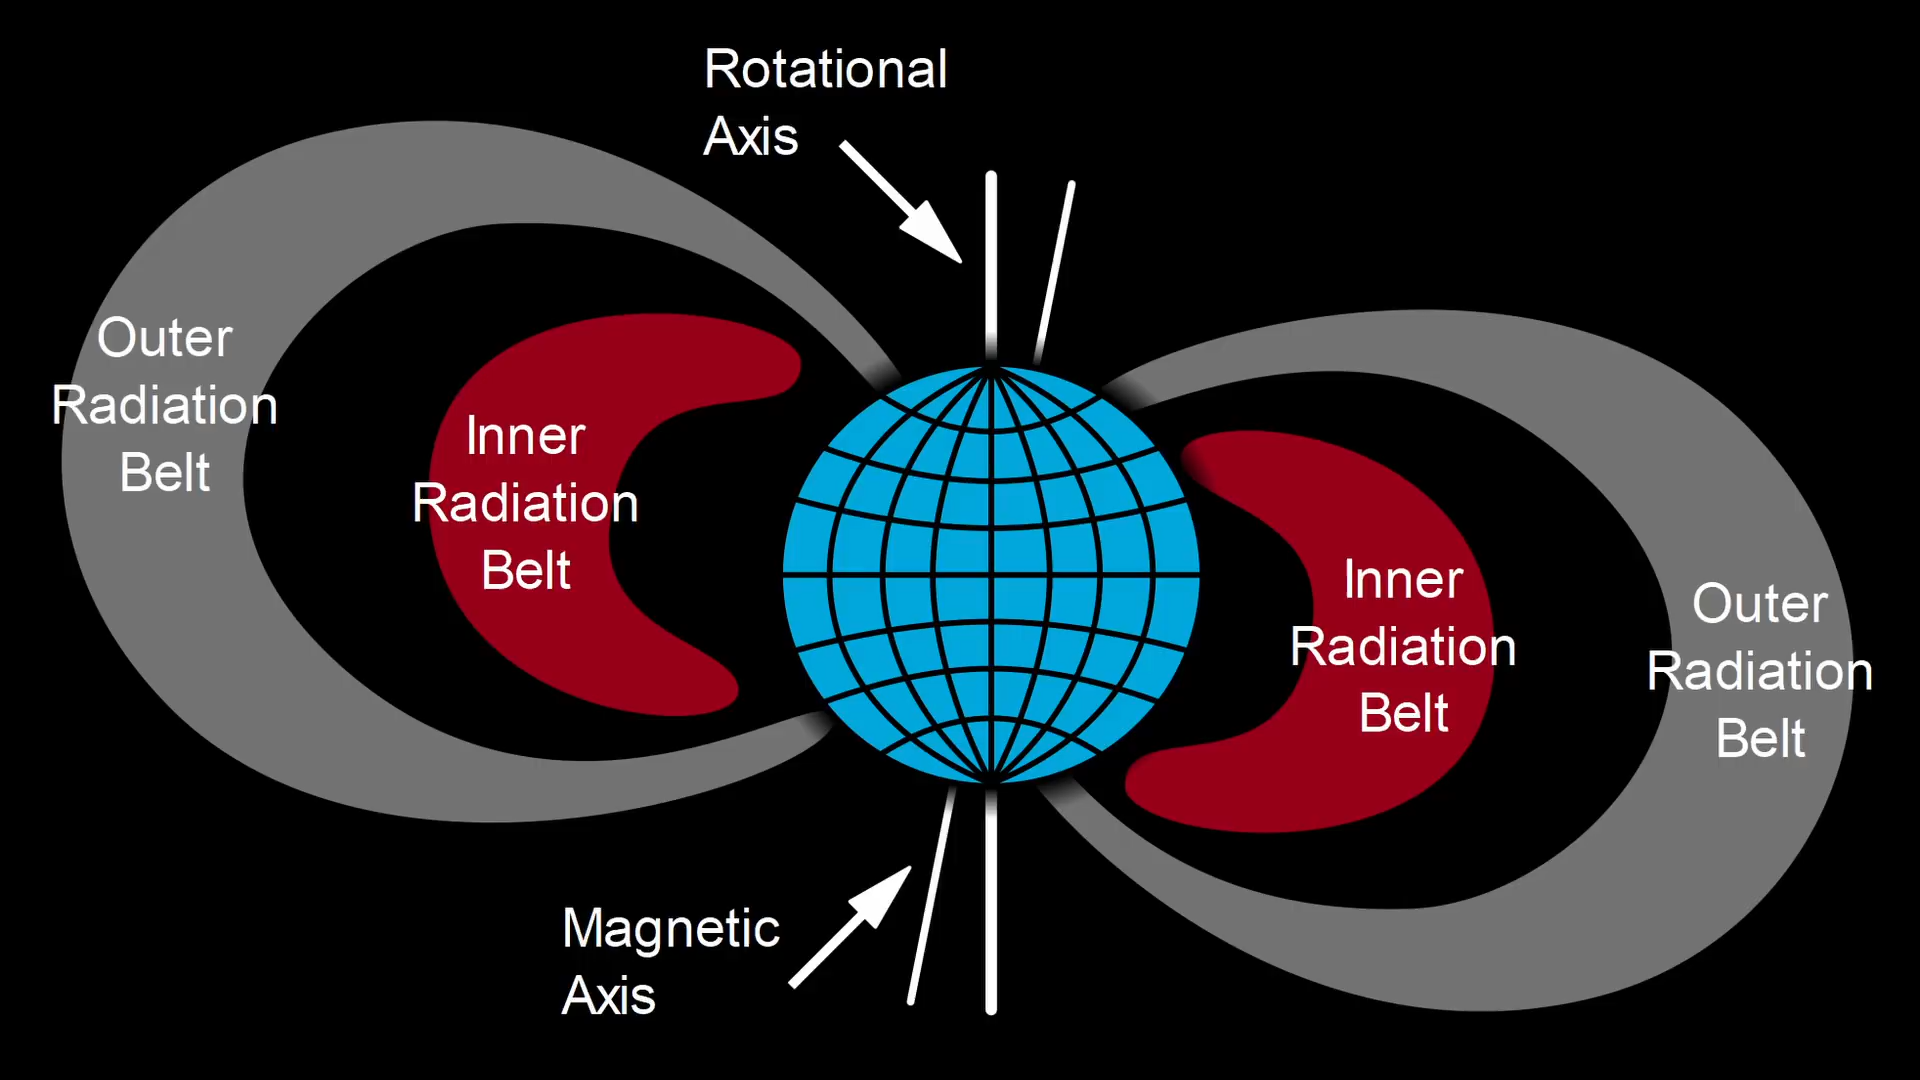 Rotational
Axis
Outer
Radiation
Belt
Inner
Radiation
Belt
Inner
Radiation
Belt
Outer
Radiation
Belt
Magnetic
Axis